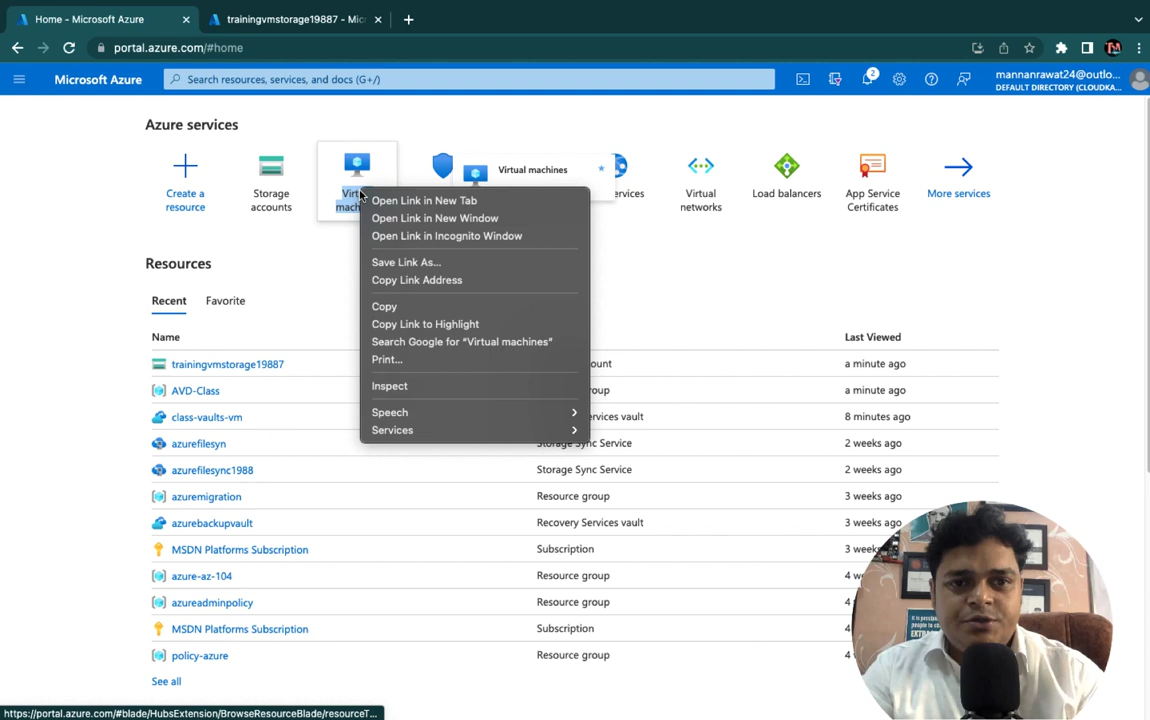 Home - Microsoft Azure
trainingvmstorage19887 - Mic
portal.azure.com/#home
Microsoft Azure
Search resources, services, and docs (G+/)
2
mannanrawat24@outlo...
DEFAULT DIRECTORY (CLOUDKA...
Azure services
Create a resource
Storage accounts
Virtual machines
ervices
Virtual networks
Load balancers
App Service Certificates
More services
Open Link in New Tab
Open Link in New Window
Open Link in Incognito Window
Save Link As...
Copy Link Address
Copy
Copy Link to Highlight
Search Google for “Virtual machines”
Print...
Inspect
Speech
Services
Resources
Recent
Favorite
Name
Last Viewed
trainingvmstorage19887
ount
a minute ago
AVD-Class
roup
a minute ago
class-vaults-vm
ervices vault
8 minutes ago
azurefilesyn
Storage Sync Service
2 weeks ago
azurefilesync1988
Storage Sync Service
2 weeks ago
azuremigration
Resource group
3 weeks ago
azurebackupvault
Recovery Services vault
3 weeks ago
MSDN Platforms Subscription
Subscription
3 week
azure-az-104
Resource group
4 we
azureadminpolicy
Resource group
4
MSDN Platforms Subscription
Subscription
4
policy-azure
Resource group
4
See all
https://portal.azure.com/#blade/HubsExtension/BrowseResourceBlade/resourceT...